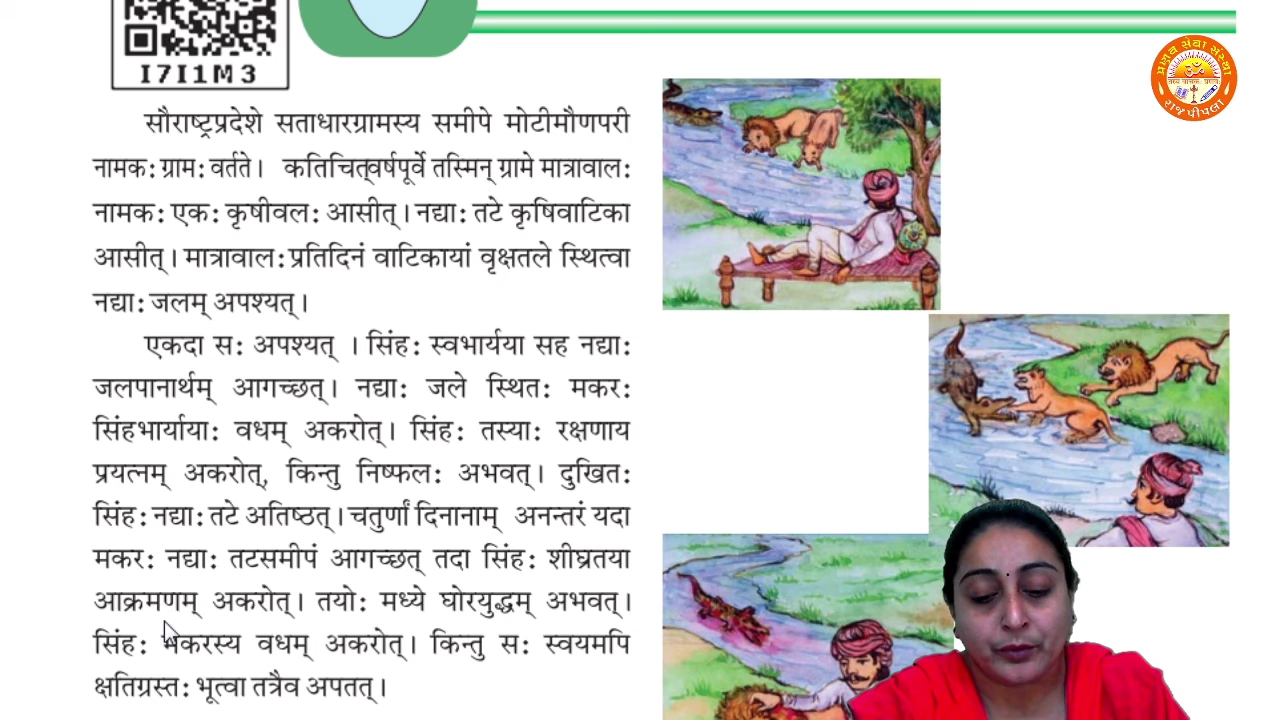 I7I1M3
પ્રણવ સેવા સંસ્થા
ॐ
રાજપીપલા
सौराष्ट्रप्रदेशे सताधारग्रामस्य समीपे मोटीमौणपरी
नामकः ग्रामः वर्तते। कतिचित्वर्षपूर्वे तस्मिन् ग्रामे मात्रावालः
नामकः एकः कृषीवलः आसीत्। नद्याः तटे कृषिवाटिका
आसीत्। मात्रावालः प्रतिदिनं वाटिकायां वृक्षतले स्थित्वा
नद्याः जलम् अपश्यत्।
एकदा सः अपश्यत् । सिंहः स्वभार्यया सह नद्याः
जलपानार्थम् आगच्छत्। नद्याः जले स्थितः मकरः
सिंहभार्यायाः वधम् अकरोत्। सिंहः तस्याः रक्षणाय
प्रयत्नम् अकरोत्, किन्तु निष्फलः अभवत्। दुखितः
सिंहः नद्याः तटे अतिष्ठत्। चतुर्णां दिनानाम् अनन्तरं यदा
मकरः नद्याः तटसमीपं आगच्छत् तदा सिंहः शीघ्रतया
आक्रमणम् अकरोत्। तयोः मध्ये घोरयुद्धम् अभवत्।
सिंहः मकरस्य वधम् अकरोत्। किन्तु सः स्वयमपि
क्षतिग्रस्तः भूत्वा तत्रैव अपतत्।